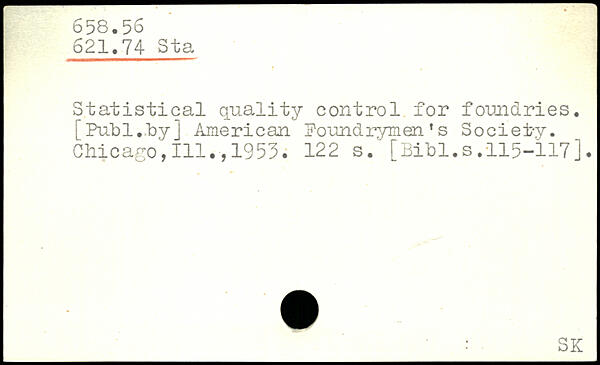 658.56
621.74 Sta
Statistical quality control for foundries.
[Publ.by] American Foundrymen's Society.
Chicago,Ill.,1953. 122 s. [Bibl.s.115-117].
SK